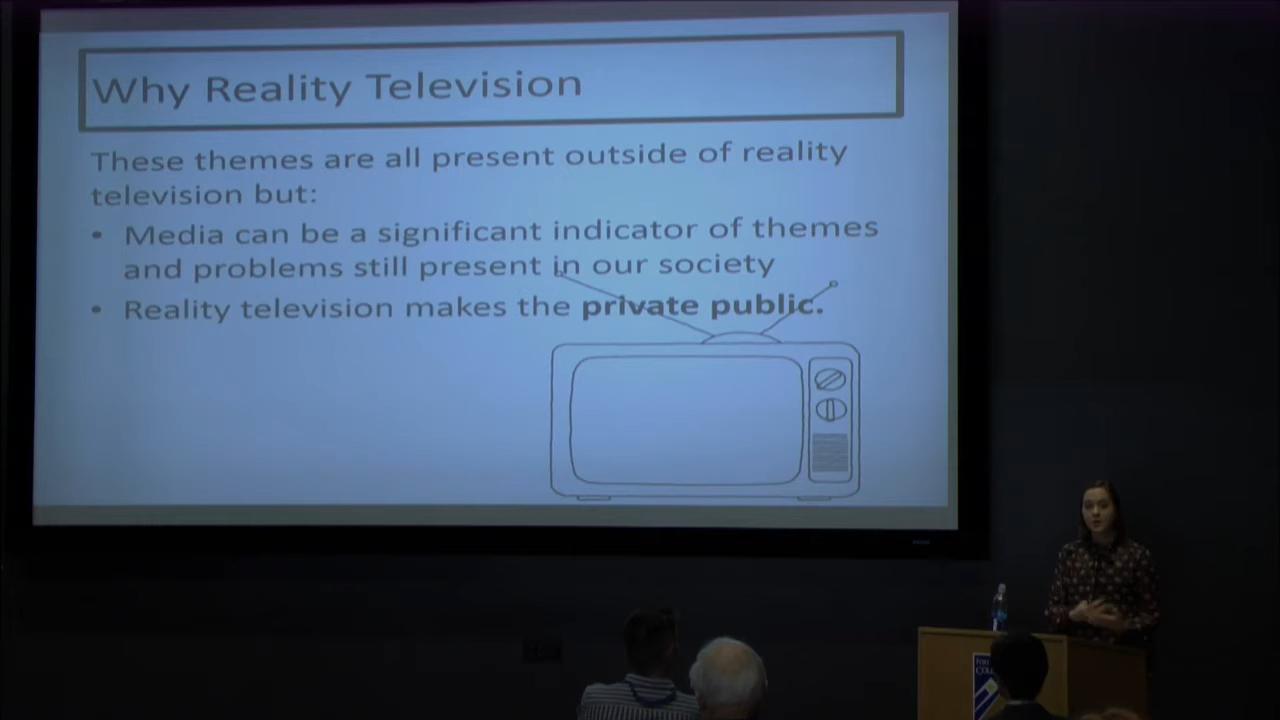 Why Reality Television
These themes are all present outside of reality
television but:
• Media can be a significant indicator of themes
and problems still present in our society
• Reality television makes the private public.